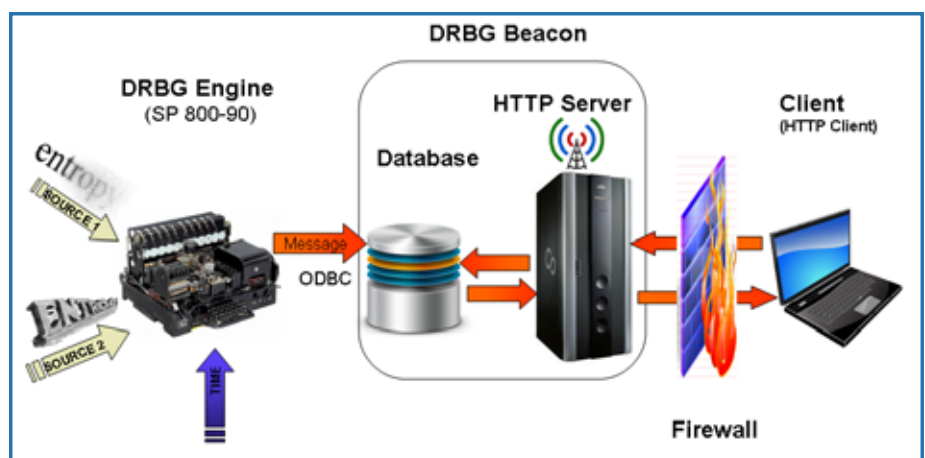 DRBG Beacon
DRBG Engine
(SP 800-90)
HTTP Server
Client
(HTTP Client)
Database
entropy
SOURCE 1
Message
ODBC
SOURCE 2
TIME
Firewall